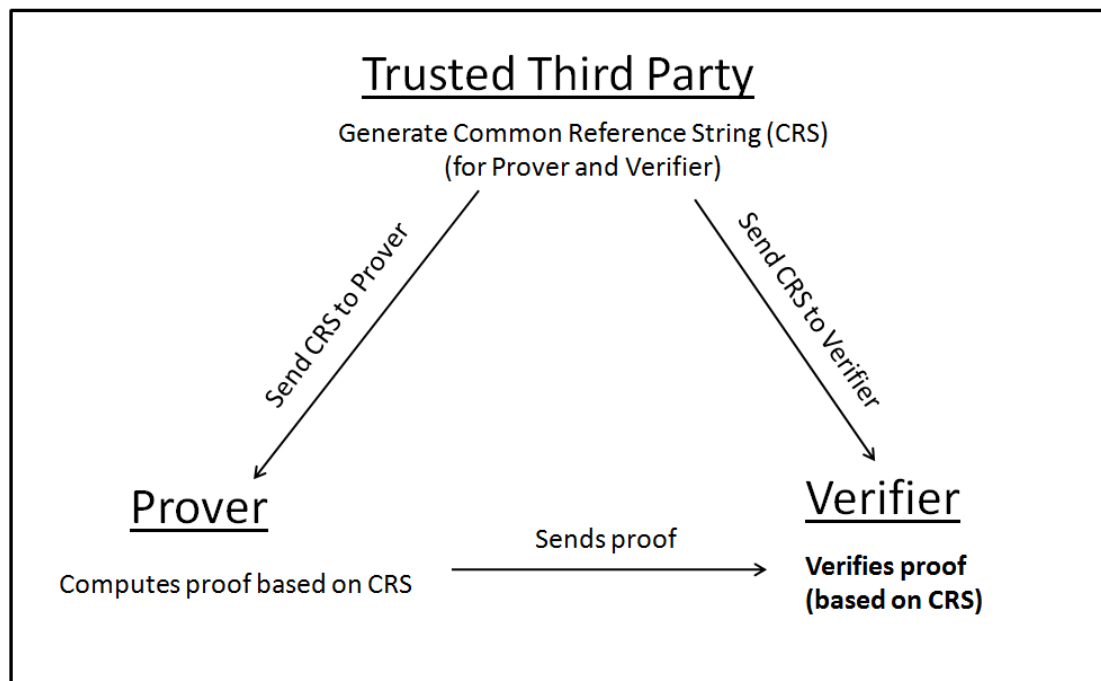 Trusted Third Party
Generate Common Reference String (CRS)
(for Prover and Verifier)
Send CRS to Prover
Send CRS to Verifier
Prover
Computes proof based on CRS
Sends proof
Verifier
Verifies proof
(based on CRS)